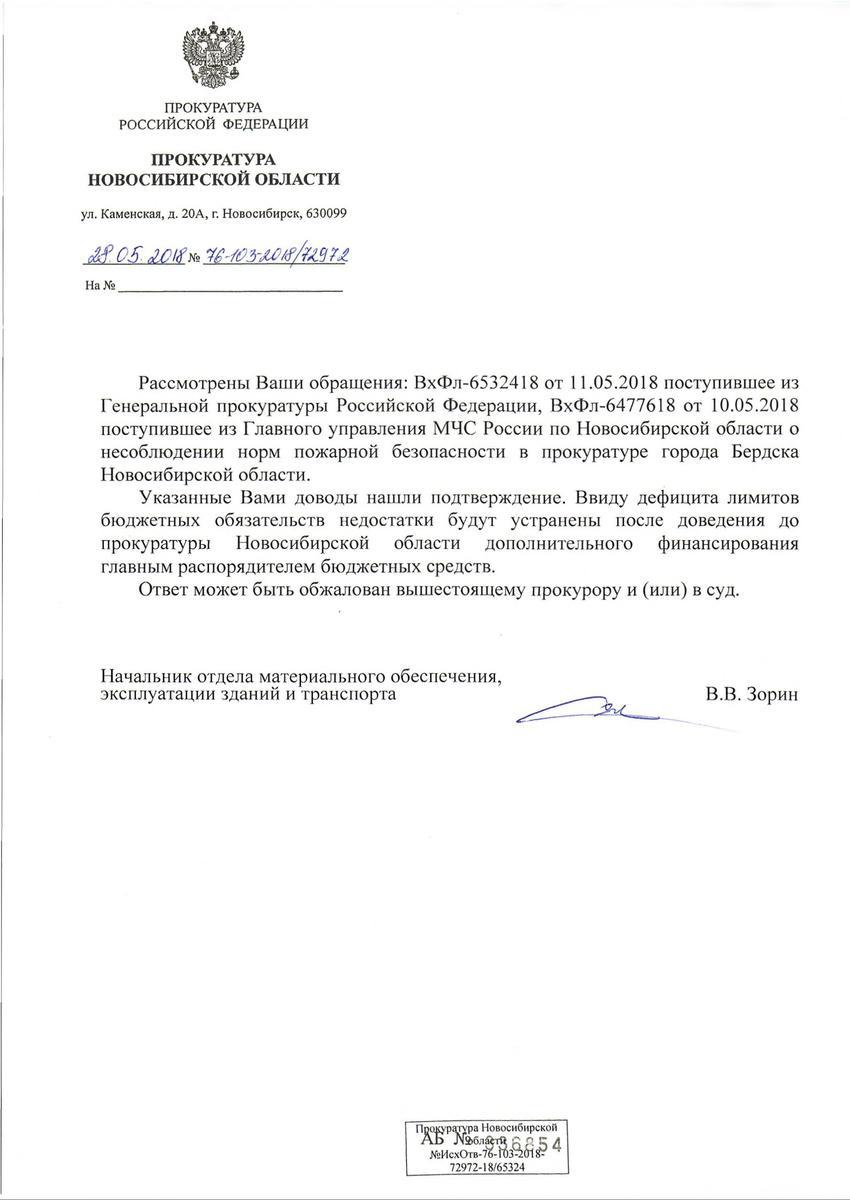 ПРОКУРАТУРА
РОССИЙСКОЙ ФЕДЕРАЦИИ
ПРОКУРАТУРА
НОВОСИБИРСКОЙ ОБЛАСТИ
ул. Каменская, д. 20А, г. Новосибирск, 630099
29.05.2018 № 76-103-2018/72972
На №
Рассмотрены Ваши обращения: ВхФл-6532418 от 11.05.2018 поступившее из
Генеральной прокуратуры Российской Федерации, ВхФл-6477618 от 10.05.2018
поступившее из Главного управления МЧС России по Новосибирской области о
несоблюдении норм пожарной безопасности в прокуратуре города Бердска
Новосибирской области.
Указанные Вами доводы нашли подтверждение. Ввиду дефицита лимитов
бюджетных обязательств недостатки будут устранены после доведения до
прокуратуры Новосибирской области дополнительного финансирования
главным распорядителем бюджетных средств.
Ответ может быть обжалован вышестоящему прокурору и (или) в суд.
Начальник отдела материального обеспечения,
эксплуатации зданий и транспорта В.В. Зорин
Прокуратура Новосибирской
области
АБ № 936854
№ИсхОтв-76-103-2018-
72972-18/65324